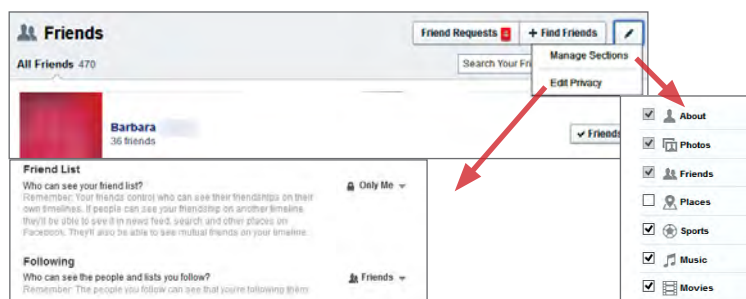 Friends
Friend Requests 4 + Find Friends
All Friends 470
Search Your Fri
Manage Sections
Edit Privacy
Barbara
36 friends
Friends
About
Photos
Friends
Places
Sports
Music
Movies
Friend List
Who can see your friend list?
Only Me
Remember: Your friends control who can see their friendships on their
own timelines. If people can see your friendship on another timeline,
they'll be able to see it in news feed, search and other places on
Facebook. They'll also be able to see mutual friends on your timeline.
Following
Who can see the people and lists you follow?
Friends
Remember: The people you follow can see that you're following them.